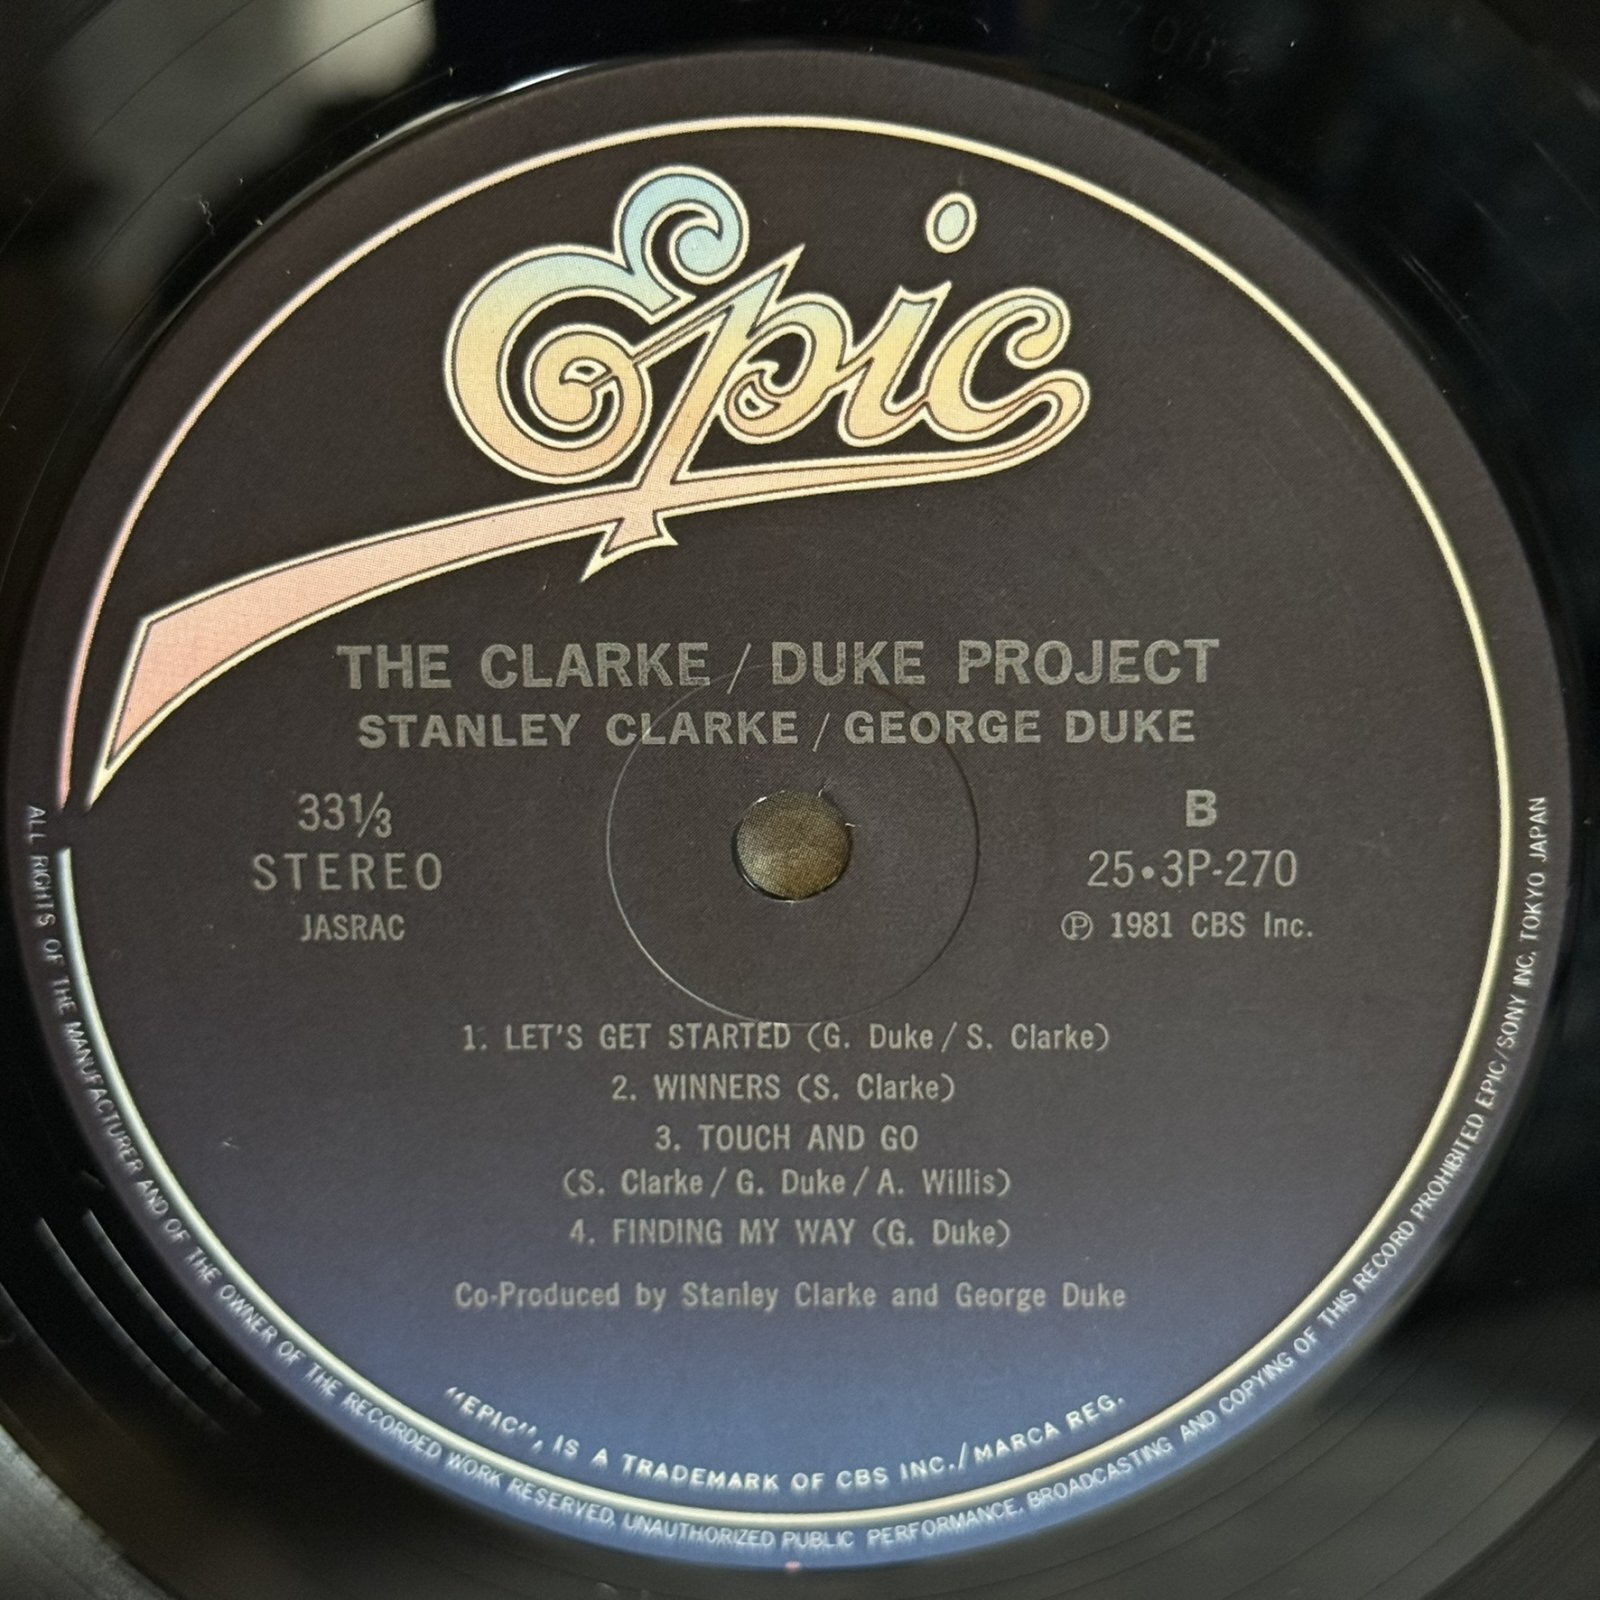 Epic
THE CLARKE / DUKE PROJECT
STANLEY CLARKE / GEORGE DUKE
33⅓
STEREO
JASRAC
B
25•3P-270
℗ 1981 CBS Inc.
1. LET'S GET STARTED (G. Duke / S. Clarke)
2. WINNERS (S. Clarke)
3. TOUCH AND GO
(S. Clarke / G. Duke / A. Willis)
4. FINDING MY WAY (G. Duke)
Co-Produced by Stanley Clarke and George Duke
"EPIC", IS A TRADEMARK OF CBS INC./MARCA REG.
ALL RIGHTS OF THE MANUFACTURER AND OF THE OWNER OF THE RECORDED WORK RESERVED. UNAUTHORIZED PUBLIC PERFORMANCE, BROADCASTING AND COPYING OF THIS RECORD PROHIBITED EPIC/SONY INC. TOKYO JAPAN